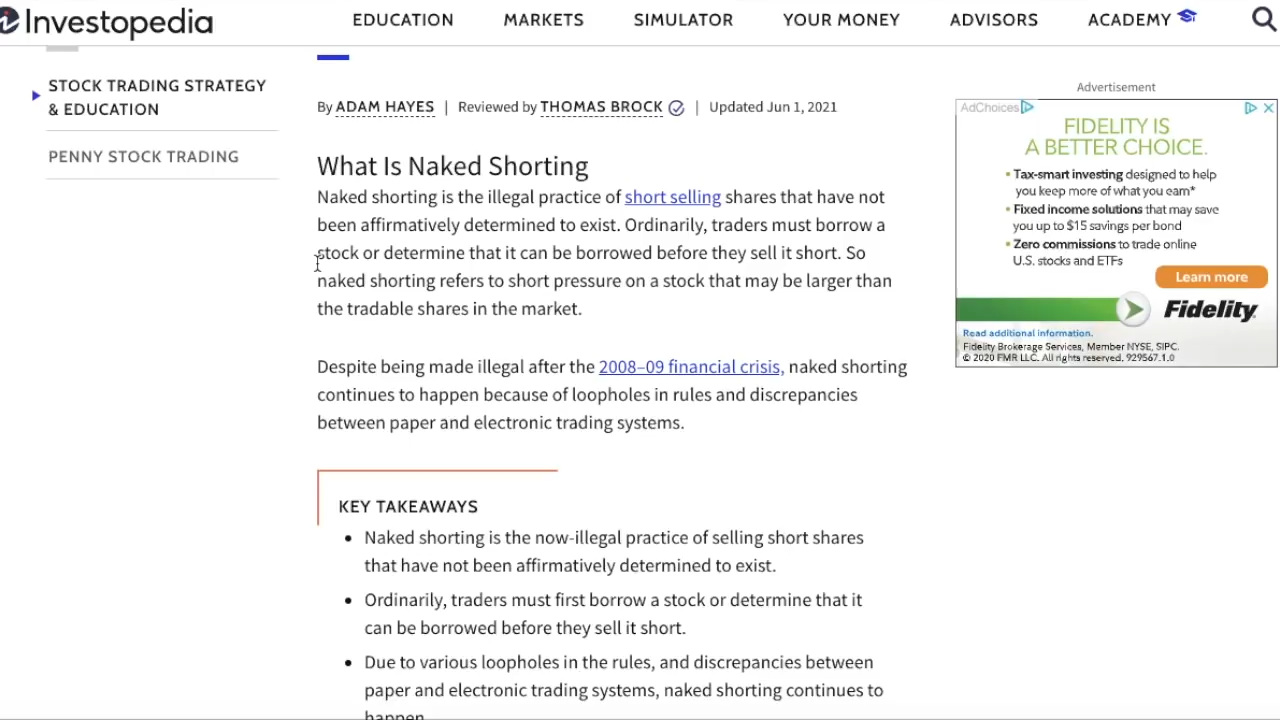 Investopedia
EDUCATION MARKETS SIMULATOR YOUR MONEY ADVISORS ACADEMY
STOCK TRADING STRATEGY
& EDUCATION
PENNY STOCK TRADING
By ADAM HAYES | Reviewed by THOMAS BROCK | Updated Jun 1, 2021
What Is Naked Shorting
Naked shorting is the illegal practice of short selling shares that have not
been affirmatively determined to exist. Ordinarily, traders must borrow a
stock or determine that it can be borrowed before they sell it short. So
naked shorting refers to short pressure on a stock that may be larger than
the tradable shares in the market.
Despite being made illegal after the 2008–09 financial crisis, naked shorting
continues to happen because of loopholes in rules and discrepancies
between paper and electronic trading systems.
KEY TAKEAWAYS
• Naked shorting is the now-illegal practice of selling short shares
that have not been affirmatively determined to exist.
• Ordinarily, traders must first borrow a stock or determine that it
can be borrowed before they sell it short.
• Due to various loopholes in the rules, and discrepancies between
paper and electronic trading systems, naked shorting continues to
happen.
Advertisement
AdChoices
FIDELITY IS
A BETTER CHOICE.
• Tax-smart investing designed to help
you keep more of what you earn*
• Fixed income solutions that may save
you up to $15 savings per bond
• Zero commissions to trade online
U.S. stocks and ETFs
Learn more
Fidelity
Read additional information.
Fidelity Brokerage Services, Member NYSE, SIPC.
© 2020 FMR LLC. All rights reserved. 929567.1.0